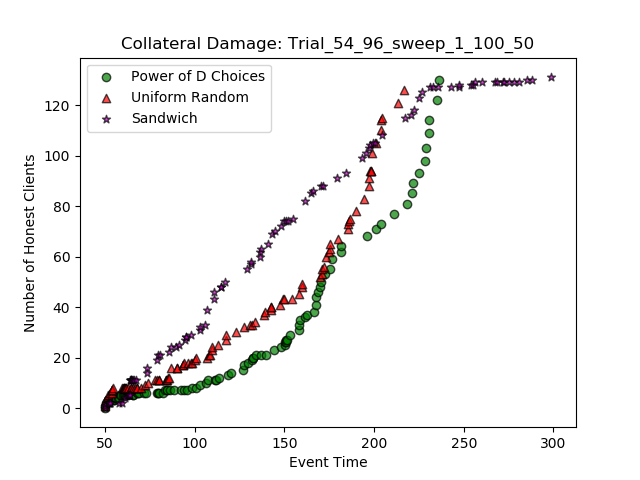 Collateral Damage: Trial_54_96_sweep_1_100_50
Power of D Choices
Uniform Random
Sandwich
Number of Honest Clients
120
100
80
60
40
20
0
50
100
150
200
250
300
Event Time